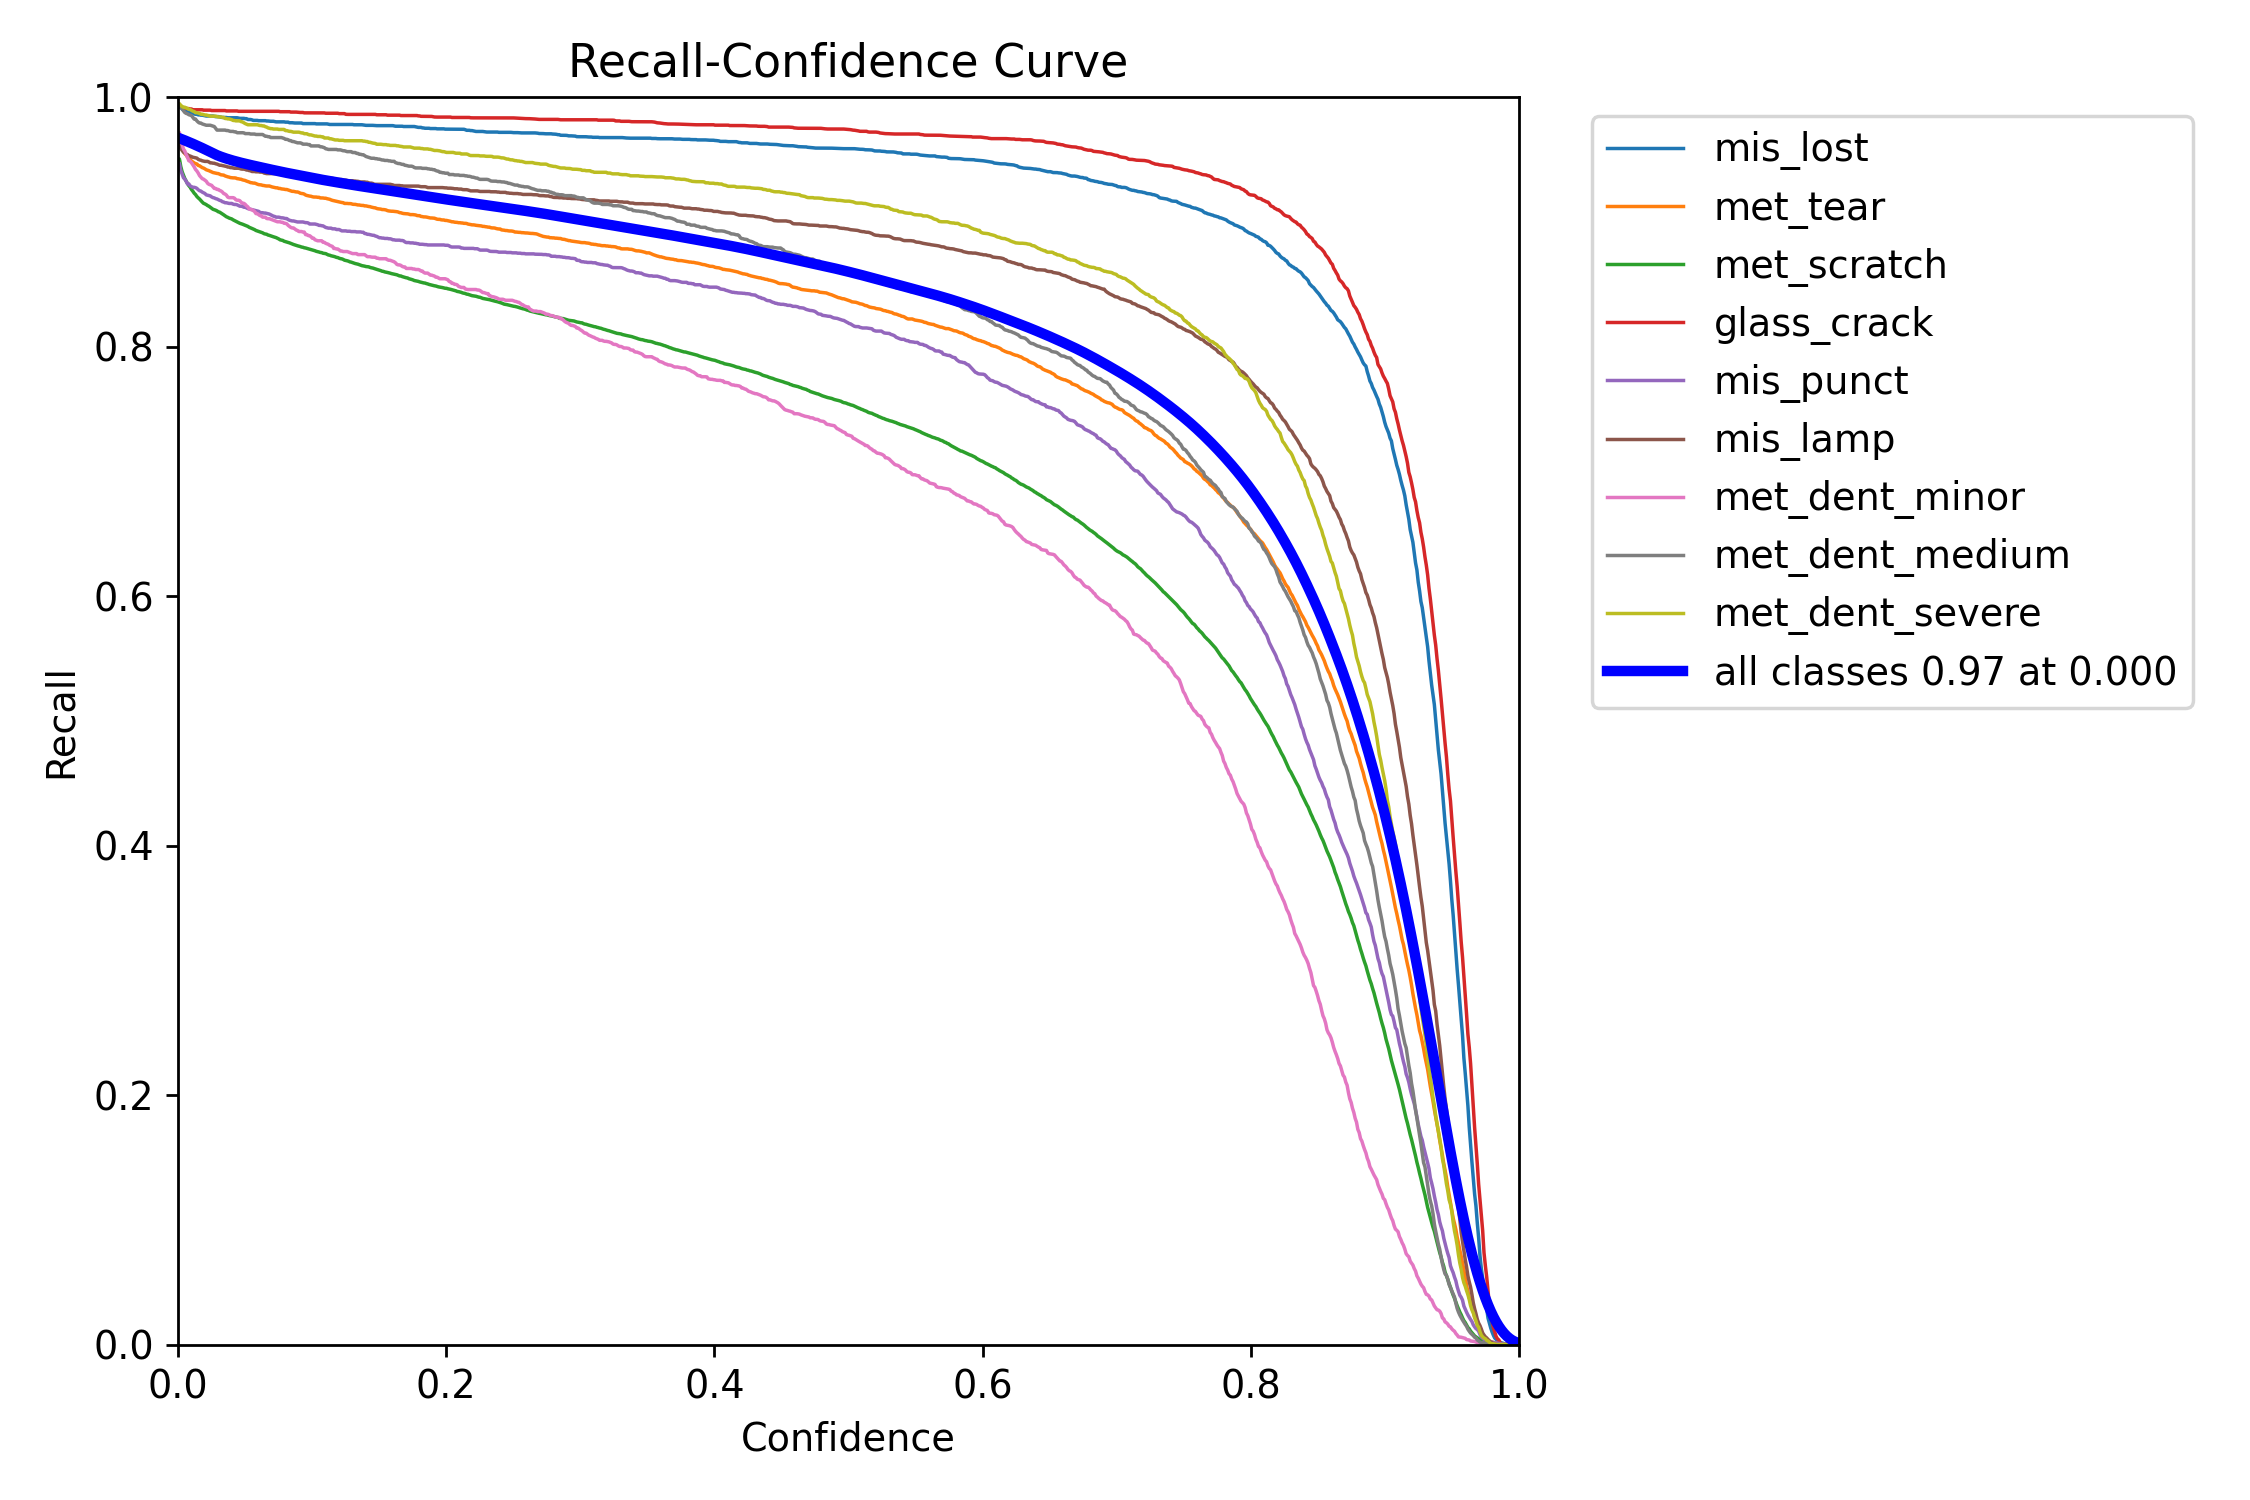 Recall-Confidence Curve
1.0
0.8
0.6
0.4
0.2
0.0
Recall
0.0 0.2 0.4 0.6 0.8 1.0
Confidence
mis_lost
met_tear
met_scratch
glass_crack
mis_punct
mis_lamp
met_dent_minor
met_dent_medium
met_dent_severe
all classes 0.97 at 0.000